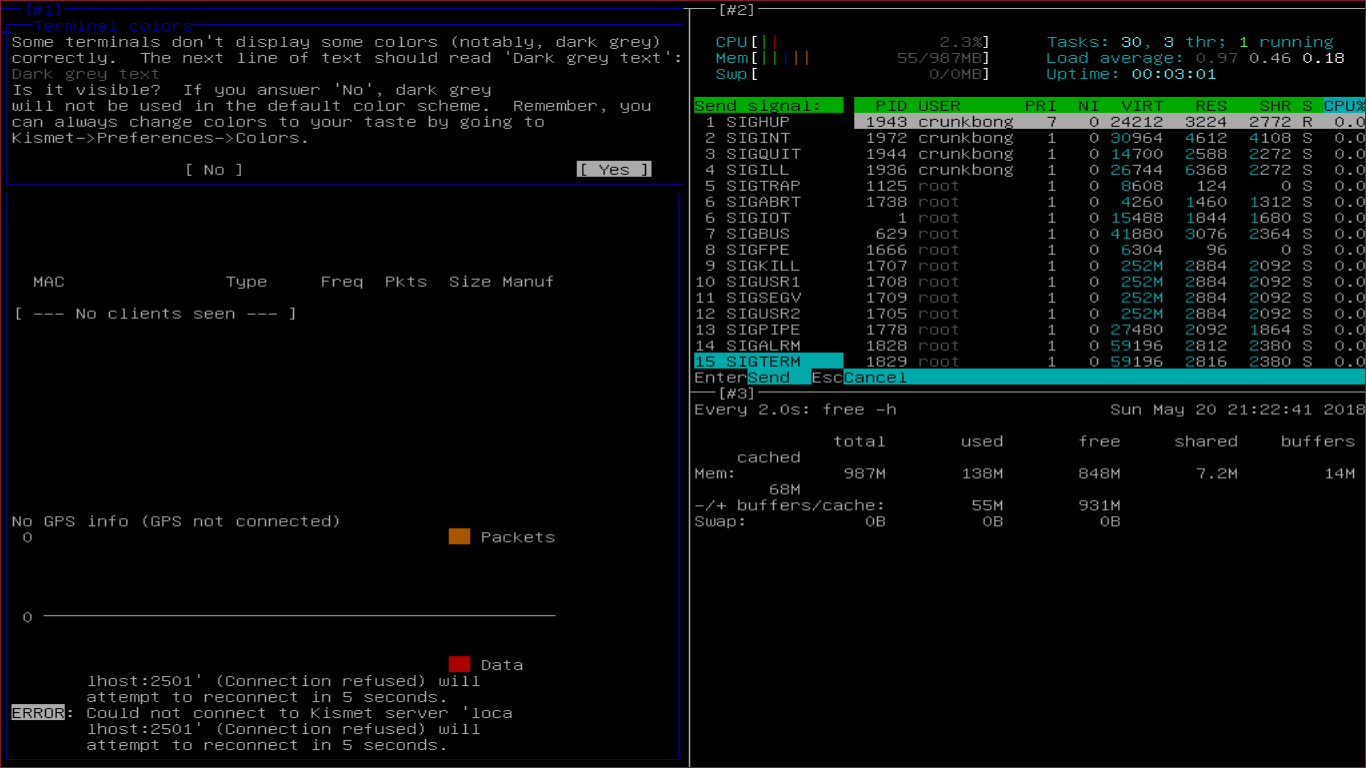 [#1]
Terminal colors
Some terminals don't display some colors (notably, dark grey)
correctly.  The next line of text should read 'Dark grey text':
Dark grey text
Is it visible?  If you answer 'No', dark grey
will not be used in the default color scheme.  Remember, you
can always change colors to your taste by going to
Kismet->Preferences->Colors.
[ No ] [ Yes ]
MAC Type Freq Pkts Size Manuf
[ --- No clients seen --- ]
No GPS info (GPS not connected)
0 Packets
0
Data
lhost:2501' (Connection refused) will
attempt to reconnect in 5 seconds.
ERROR: Could not connect to Kismet server 'loca
lhost:2501' (Connection refused) will
attempt to reconnect in 5 seconds.
[#2]
CPU[|| 2.3%] Tasks: 30, 3 thr; 1 running
Mem[||||| 55/987MB] Load average: 0.97 0.46 0.18
Swp[ 0/0MB] Uptime: 00:03:01
Send signal: PID USER PRI NI VIRT RES SHR S CPU%
1 SIGHUP 1943 crunkbong 7 0 24212 3224 2772 R 0.0
2 SIGINT 1972 crunkbong 1 0 30964 4612 4108 S 0.0
3 SIGQUIT 1944 crunkbong 1 0 14700 2588 2272 S 0.0
4 SIGILL 1936 crunkbong 1 0 26744 6368 2272 S 0.0
5 SIGTRAP 1125 root 1 0 8608 124 0 S 0.0
6 SIGABRT 1738 root 1 0 4260 1460 1312 S 0.0
6 SIGIOT 1 root 1 0 15488 1844 1680 S 0.0
7 SIGBUS 629 root 1 0 41880 3076 2364 S 0.0
8 SIGFPE 1666 root 1 0 6304 96 0 S 0.0
9 SIGKILL 1707 root 1 0 252M 2884 2092 S 0.0
10 SIGUSR1 1708 root 1 0 252M 2884 2092 S 0.0
11 SIGSEGV 1709 root 1 0 252M 2884 2092 S 0.0
12 SIGUSR2 1705 root 1 0 252M 2884 2092 S 0.0
13 SIGPIPE 1778 root 1 0 27480 2092 1864 S 0.0
14 SIGALRM 1828 root 1 0 59196 2812 2380 S 0.0
15 SIGTERM 1829 root 1 0 59196 2816 2380 S 0.0
EnterSend  EscCancel
[#3]
Every 2.0s: free -h Sun May 20 21:22:41 2018
total used free shared buffers
cached
Mem: 987M 138M 848M 7.2M 14M
68M
-/+ buffers/cache: 55M 931M
Swap: 0B 0B 0B